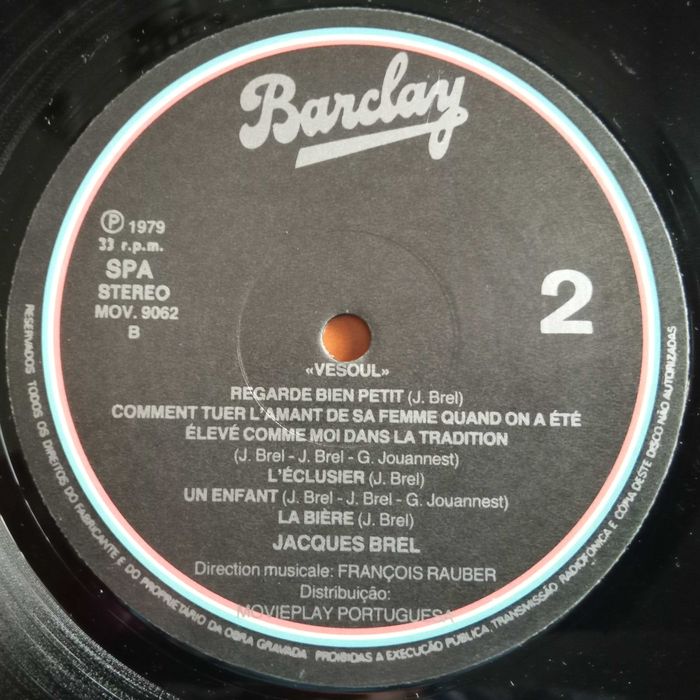 Barclay
Ⓟ 1979
33 r.p.m.
SPA
STEREO
MOV. 9062
B
2
«VESOUL»
REGARDE BIEN PETIT (J. Brel)
COMMENT TUER L'AMANT DE SA FEMME QUAND ON A ÉTÉ
ÉLEVÉ COMME MOI DANS LA TRADITION
(J. Brel - J. Brel - G. Jouannest)
L'ÉCLUSIER (J. Brel)
UN ENFANT (J. Brel - J. Brel - G. Jouannest)
LA BIÈRE (J. Brel)
JACQUES BREL
Direction musicale: FRANÇOIS RAUBER
Distribuição:
MOVIEPLAY PORTUGUESA
RESERVADOS TODOS OS DIREITOS DO FABRICANTE E DO PROPRIETÁRIO DA OBRA GRAVADA PROIBIDAS A EXECUÇÃO PÚBLICA, TRANSMISSÃO RADIOFÓNICA E CÓPIA DESTE DISCO NÃO AUTORIZADAS